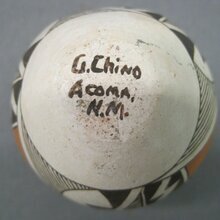 G. Chino
Acoma,
N.M.